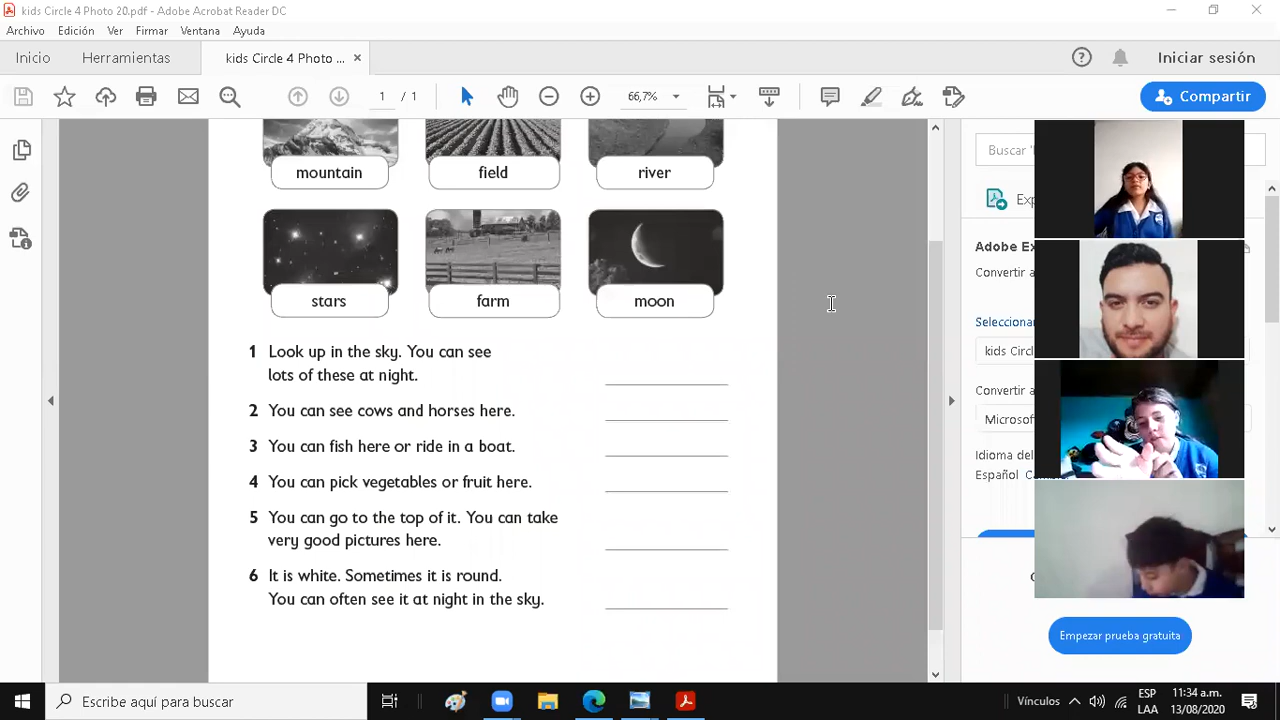 kids Circle 4 Photo 20.pdf - Adobe Acrobat Reader DC
Archivo Edición Ver Firmar Ventana Ayuda
Inicio Herramientas kids Circle 4 Photo ... × Iniciar sesión
1 / 1 66,7% Compartir
mountain field river
stars farm moon
1 Look up in the sky. You can see
lots of these at night.
2 You can see cows and horses here.
3 You can fish here or ride in a boat.
4 You can pick vegetables or fruit here.
5 You can go to the top of it. You can take
very good pictures here.
6 It is white. Sometimes it is round.
You can often see it at night in the sky.
Buscar
Exp
Adobe Ex
Convertir a
Seleccionar
kids Circl
Convertir a
Microsof
Idioma del
Español Camb
Empezar prueba gratuita
Escribe aquí para buscar
Vínculos ESP 11:34 a.m.
LAA 13/08/2020